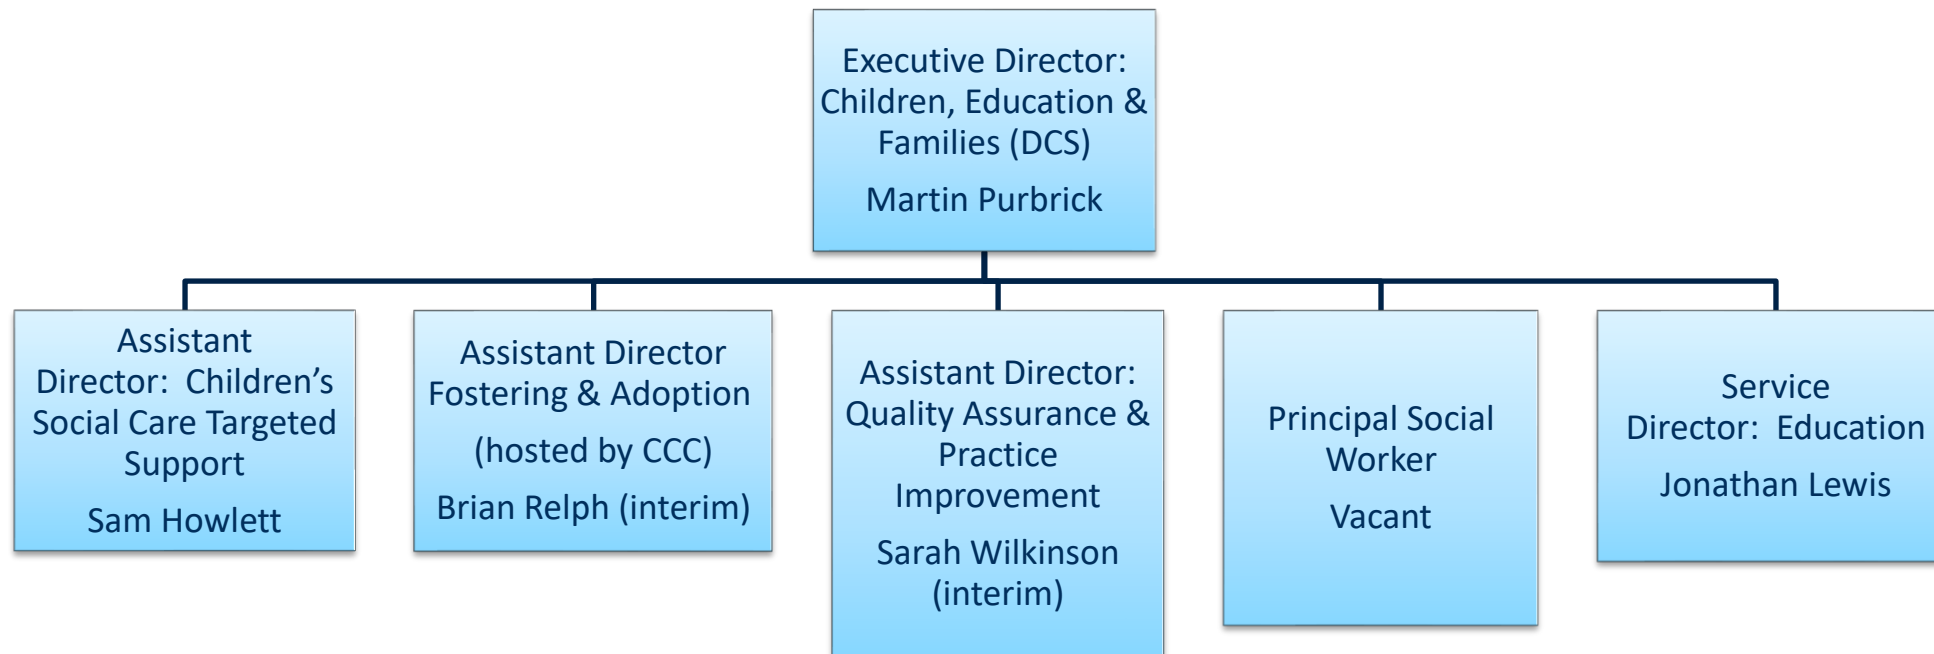 Executive Director:
Children, Education &
Families (DCS)
Martin Purbrick
Assistant
Director:  Children’s
Social Care Targeted
Support
Sam Howlett
Assistant Director
Fostering & Adoption
(hosted by CCC)
Brian Relph (interim)
Assistant Director:
Quality Assurance &
Practice
Improvement
Sarah Wilkinson
(interim)
Principal Social
Worker
Vacant
Service
Director:  Education
Jonathan Lewis